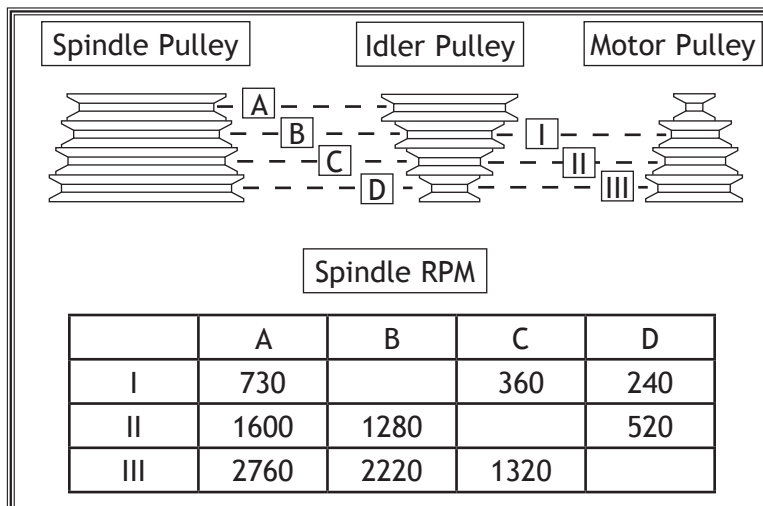 Spindle Pulley Idler Pulley Motor Pulley
A
B I
C II
D III
Spindle RPM
A B C D
I 730 360 240
II 1600 1280 520
III 2760 2220 1320